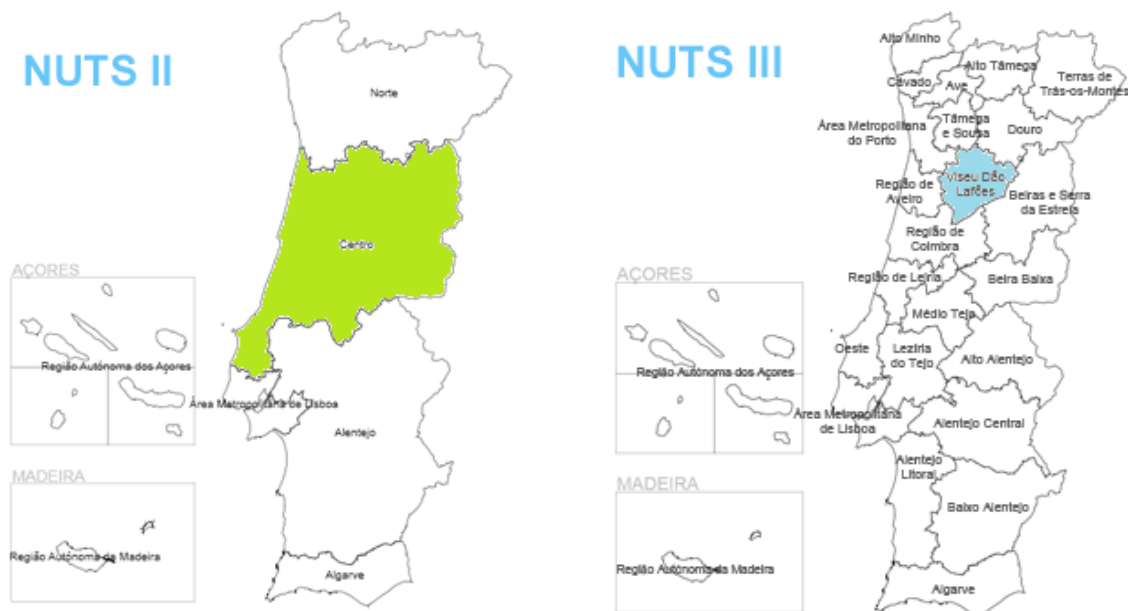 NUTS II
Norte
Centro
AÇORES
Região Autónoma dos Açores
Área Metropolitana de Lisboa
Alentejo
MADEIRA
Região Autónoma da Madeira
Algarve
NUTS III
Alto Minho
Alto Tâmega
Terras de
Trás-os-Montes
Cávado
Ave
Área Metropolitana
do Porto
Tâmega
e Sousa
Douro
Viseu Dão
Lafões
Região de
Aveiro
Beiras e Serra
da Estrela
Região de
Coimbra
AÇORES
Região de Leiria
Beira Baixa
Médio Tejo
Oeste
Lezíria
do Tejo
Alto Alentejo
Região Autónoma dos Açores
Área Metropolitana
de Lisboa
Alentejo Central
Alentejo
Litoral
MADEIRA
Baixo Alentejo
Região Autónoma da Madeira
Algarve